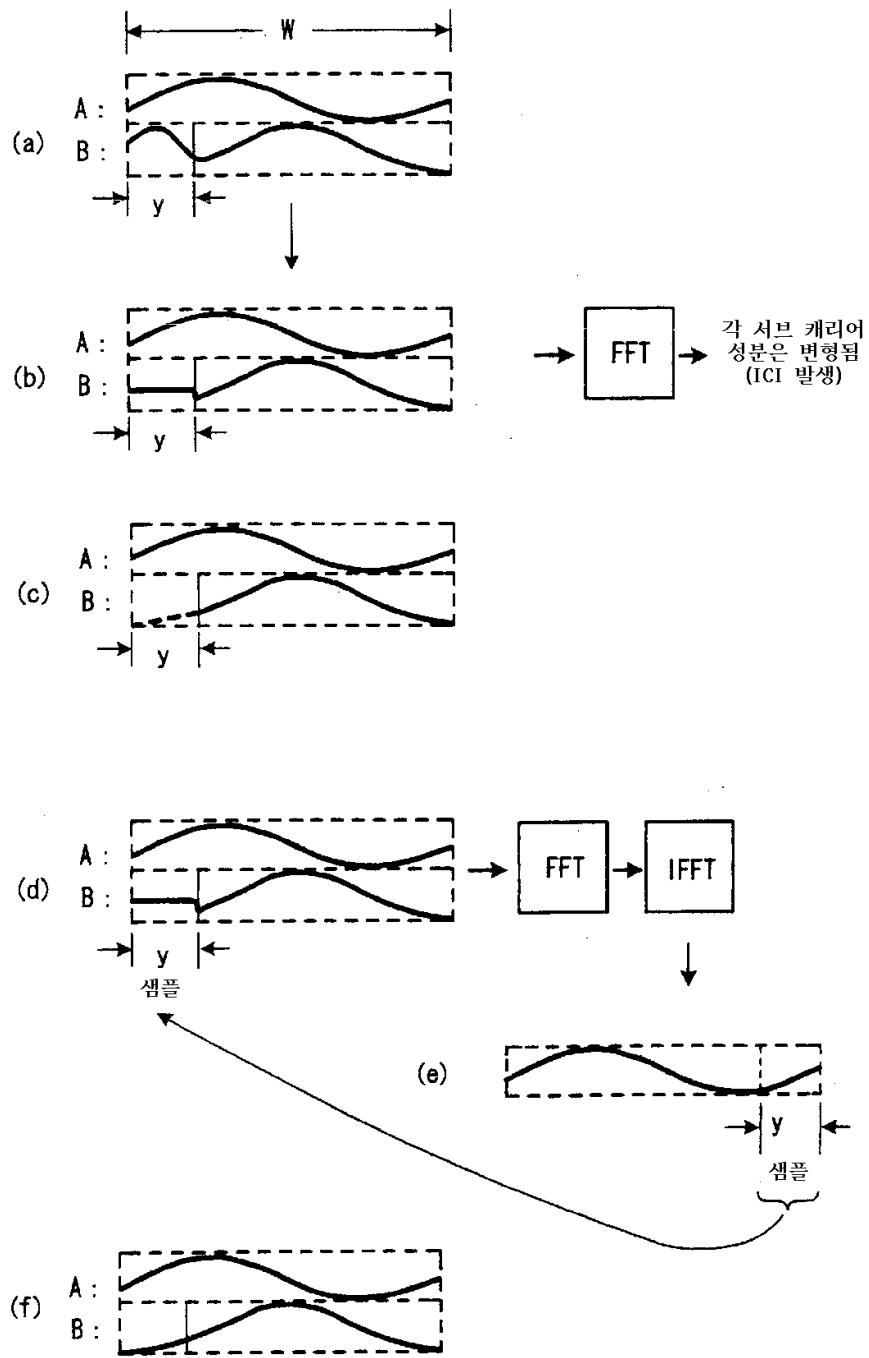 W
A :
(a)
B :
y
A :
(b)
B :
y
FFT
각 서브 캐리어
성분은 변형됨
(ICI 발생)
A :
(c)
B :
y
A :
(d)
B :
y
샘플
FFT
IFFT
(e)
y
샘플
A :
(f)
B :